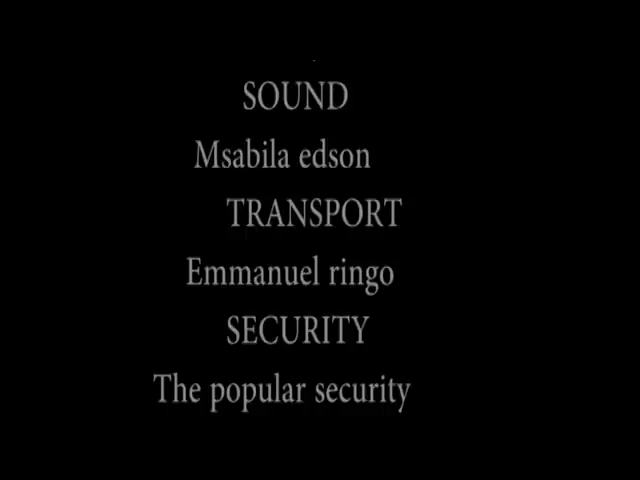 SOUND
Msabila edson
TRANSPORT
Emmanuel ringo
SECURITY
The popular security